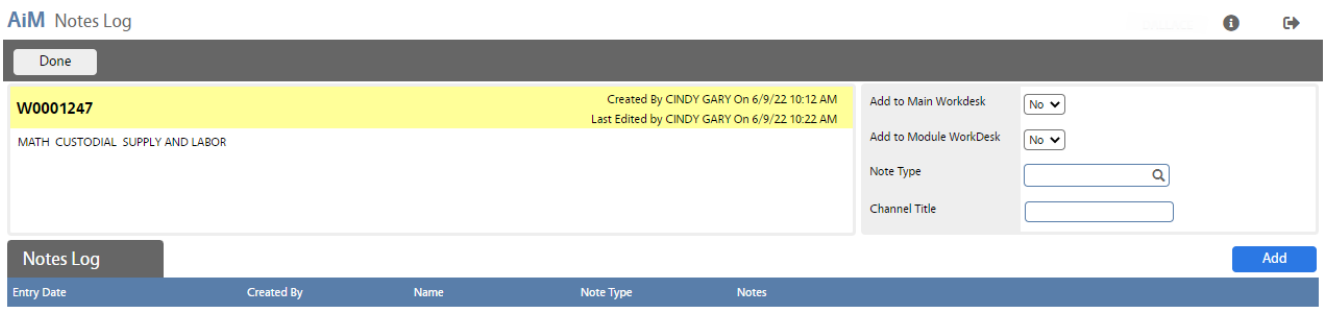 AiM Notes Log
Done
W0001247
Created By CINDY GARY On 6/9/22 10:12 AM
Last Edited by CINDY GARY On 6/9/22 10:22 AM
MATH CUSTODIAL SUPPLY AND LABOR
Add to Main Workdesk No
Add to Module WorkDesk No
Note Type
Channel Title
Notes Log
Add
Entry Date Created By Name Note Type Notes